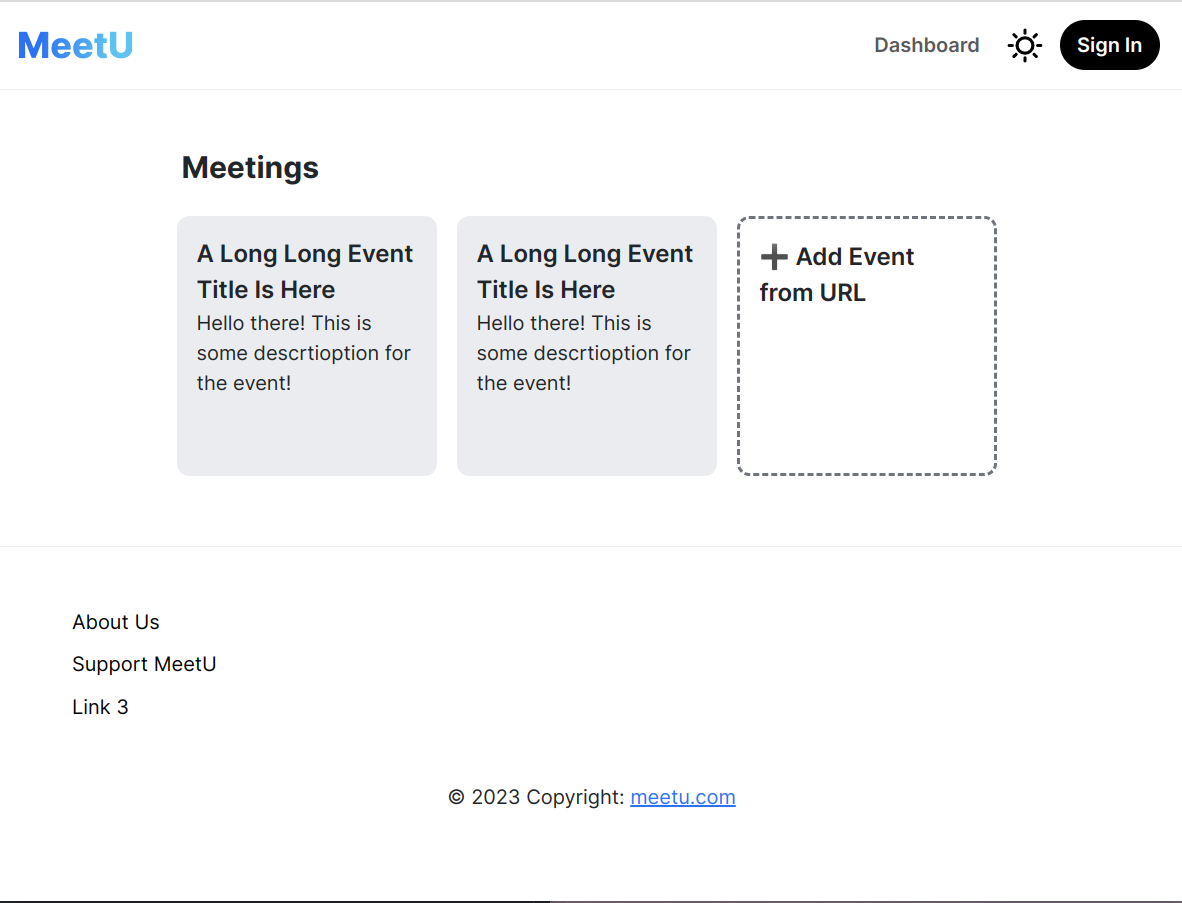 MeetU
Dashboard
Sign In
Meetings
A Long Long Event
Title Is Here
Hello there! This is
some descrtioption for
the event!
A Long Long Event
Title Is Here
Hello there! This is
some descrtioption for
the event!
➕ Add Event
from URL
About Us
Support MeetU
Link 3
© 2023 Copyright: meetu.com